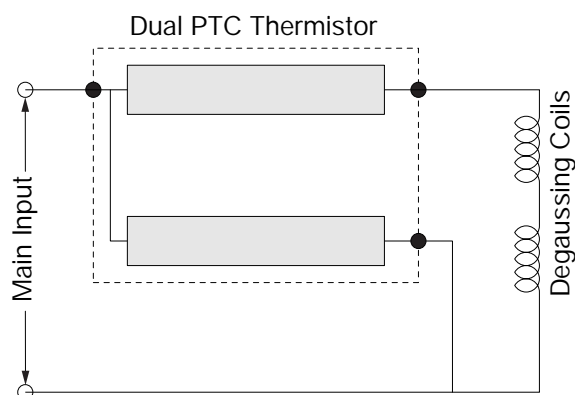 Dual PTC Thermistor
Main Input
Degaussing Coils